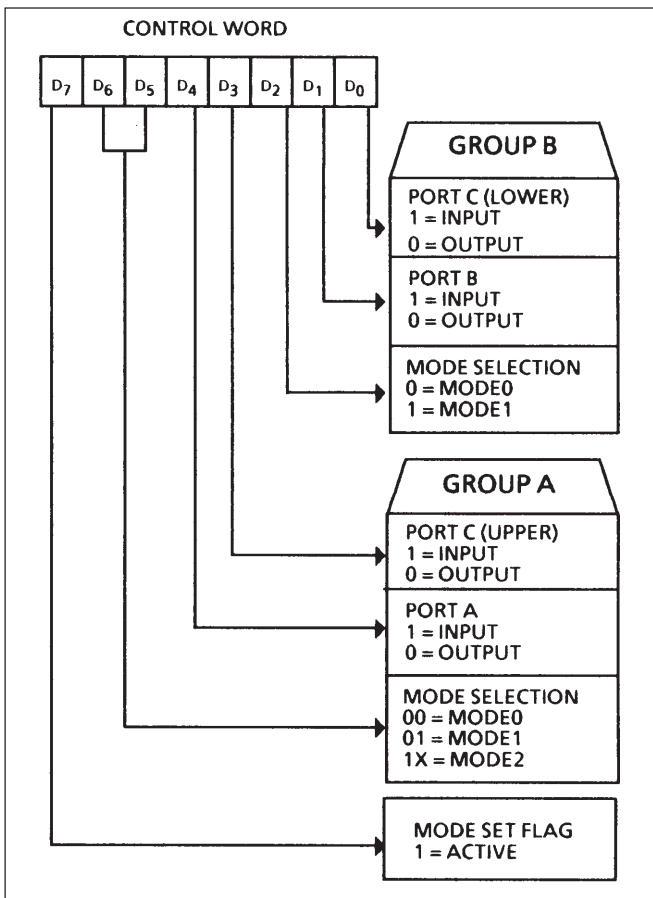 CONTROL WORD
D7 D6 D5 D4 D3 D2 D1 D0
GROUP B
PORT C (LOWER)
1 = INPUT
0 = OUTPUT
PORT B
1 = INPUT
0 = OUTPUT
MODE SELECTION
0 = MODE0
1 = MODE1
GROUP A
PORT C (UPPER)
1 = INPUT
0 = OUTPUT
PORT A
1 = INPUT
0 = OUTPUT
MODE SELECTION
00 = MODE0
01 = MODE1
1X = MODE2
MODE SET FLAG
1 = ACTIVE